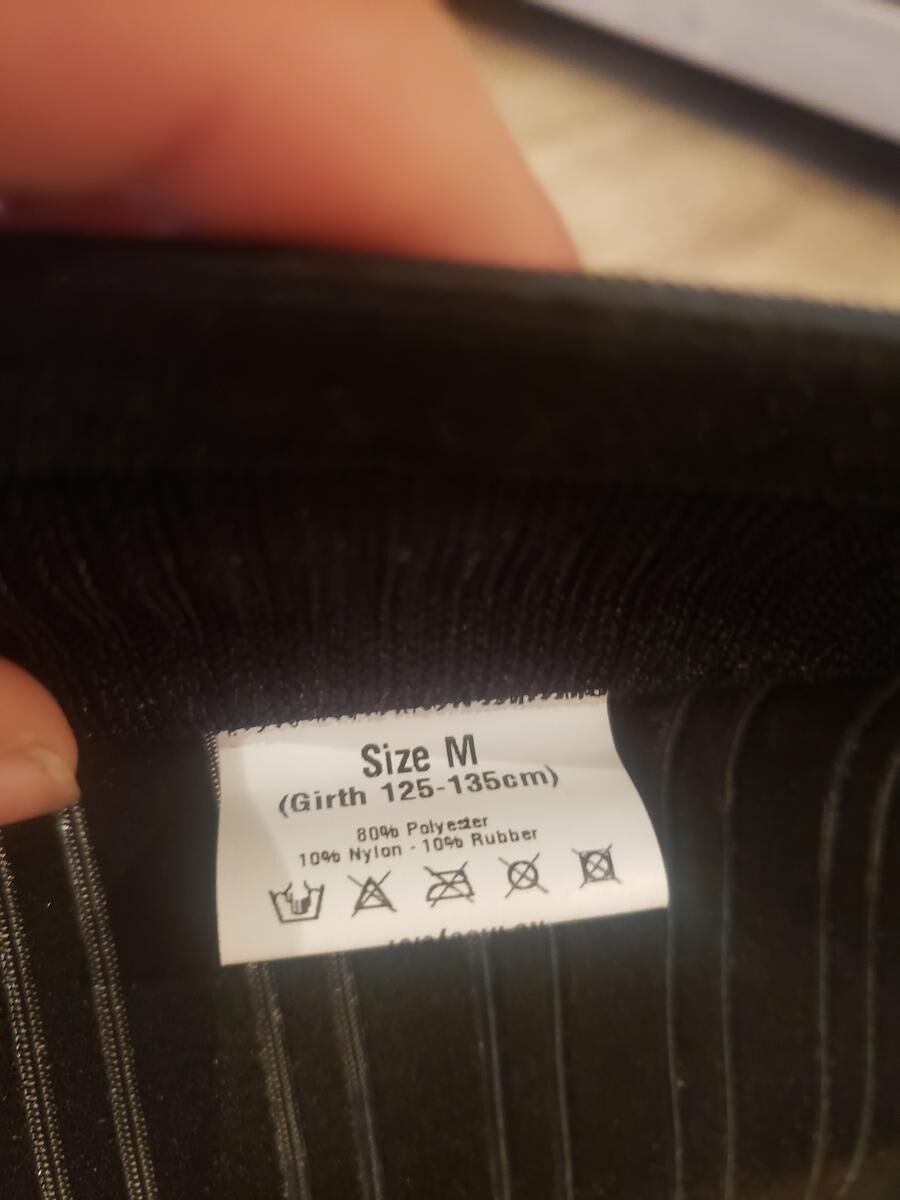 Size M
(Girth 125-135cm)
80% Polyester
10% Nylon - 10% Rubber